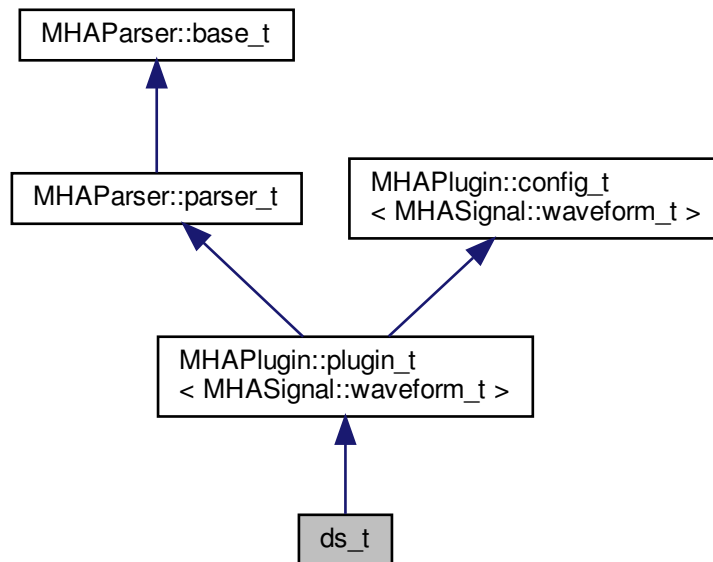 MHAParser::base_t
MHAParser::parser_t
MHAPlugin::config_t
< MHASignal::waveform_t >
MHAPlugin::plugin_t
< MHASignal::waveform_t >
ds_t